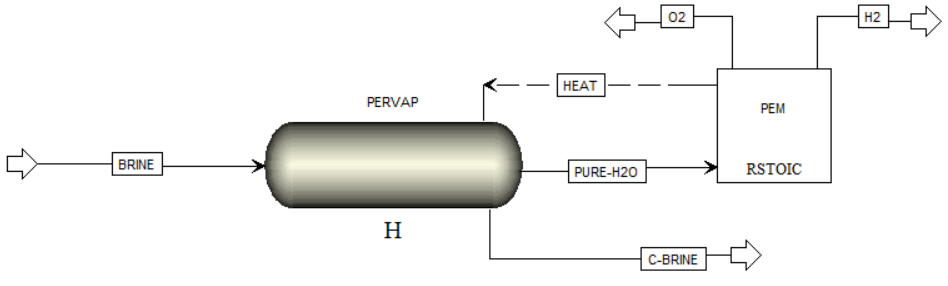 O2
H2
HEAT
PERVAP
PEM
BRINE
PURE-H2O
RSTOIC
H
C-BRINE